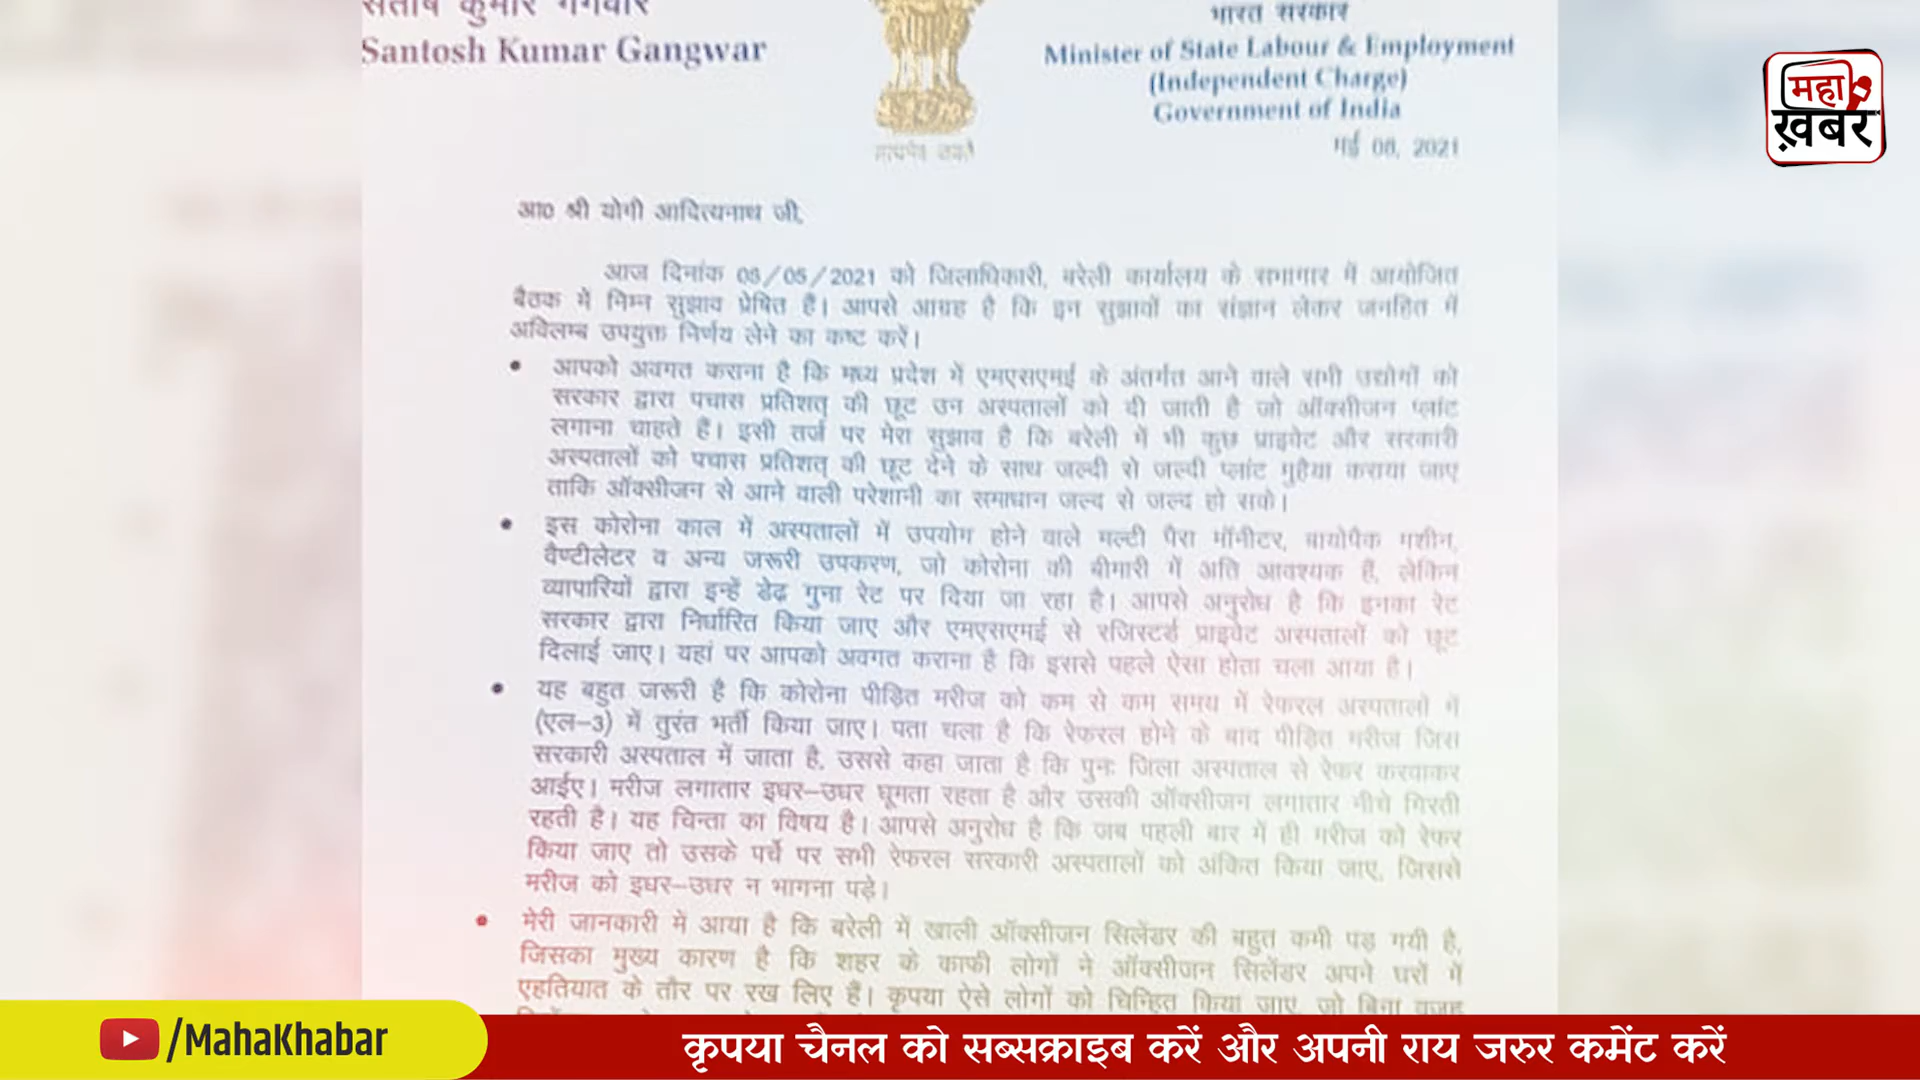 संतोष कुमार गंगवार
Santosh Kumar Gangwar
भारत सरकार
Minister of State Labour & Employment
(Independent Charge)
Government of India
मई 08, 2021
सत्यमेव जयते
महा
ख़बर
आ0 श्री योगी आदित्यनाथ जी,
आज दिनांक 08/05/2021 को जिलाधिकारी, बरेली कार्यालय के सभागार में आयोजित
बैठक में निम्न सुझाव प्रेषित हैं। आपसे आग्रह है कि इन सुझावों का संज्ञान लेकर जनहित में
अविलम्ब उपयुक्त निर्णय लेने का कष्ट करें।
• आपको अवगत कराना है कि मध्य प्रदेश में एमएसएमई के अंतर्गत आने वाले सभी उद्योगों को
सरकार द्वारा पचास प्रतिशत् की छूट उन अस्पतालों को दी जाती है जो ऑक्सीजन प्लांट
लगाना चाहते हैं। इसी तर्ज पर मेरा सुझाव है कि बरेली में भी कुछ प्राइवेट और सरकारी
अस्पतालों को पचास प्रतिशत् की छूट देने के साथ जल्दी से जल्दी प्लांट मुहैया कराया जाए
ताकि ऑक्सीजन से आने वाली परेशानी का समाधान जल्द से जल्द हो सके।
• इस कोरोना काल में अस्पतालों में उपयोग होने वाले मल्टी पैरा मॉनीटर, बायोपैक मशीन,
वैण्टीलेटर व अन्य जरूरी उपकरण, जो कोरोना की बीमारी में अति आवश्यक हैं, लेकिन
व्यापारियों द्वारा इन्हें डेढ़ गुना रेट पर दिया जा रहा है। आपसे अनुरोध है कि इनका रेट
सरकार द्वारा निर्धारित किया जाए और एमएसएमई से रजिस्टर्ड प्राइवेट अस्पतालों को छूट
दिलाई जाए। यहां पर आपको अवगत कराना है कि इससे पहले ऐसा होता चला आया है।
• यह बहुत जरूरी है कि कोरोना पीड़ित मरीज को कम से कम समय में रेफरल अस्पतालों में
(एल-3) में तुरंत भर्ती किया जाए। पता चला है कि रेफरल होने के बाद पीड़ित मरीज जिस
सरकारी अस्पताल में जाता है, उससे कहा जाता है कि पुनः जिला अस्पताल से रेफर करवाकर
आईए। मरीज लगातार इधर-उधर घूमता रहता है और उसकी ऑक्सीजन लगातार नीचे गिरती
रहती है। यह चिन्ता का विषय है। आपसे अनुरोध है कि जब पहली बार में ही मरीज को रेफर
किया जाए तो उसके पर्चे पर सभी रेफरल सरकारी अस्पतालों को अंकित किया जाए, जिससे
मरीज को इधर-उधर न भागना पड़े।
• मेरी जानकारी में आया है कि बरेली में खाली ऑक्सीजन सिलेंडर की बहुत कमी पड़ गयी है,
जिसका मुख्य कारण है कि शहर के काफी लोगों ने ऑक्सीजन सिलेंडर अपने घरों में
एहतियात के तौर पर रख लिए हैं। कृपया ऐसे लोगों को चिन्हित किया जाए, जो बिना वजह
/MahaKhabar
कृपया चैनल को सब्सक्राइब करें और अपनी राय जरुर कमेंट करें